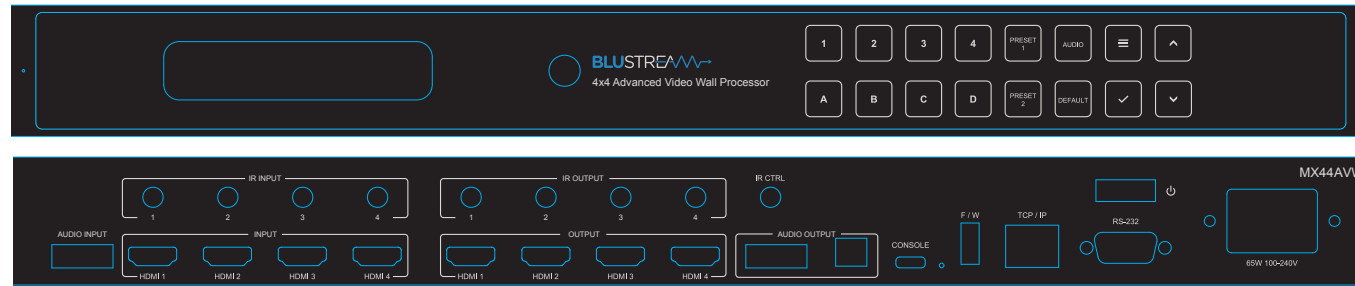 1 2 3 4 PRESET 1 AUDIO
BLUSTREAM
4x4 Advanced Video Wall Processor
A B C D PRESET 2 DEFAULT
MX44AVW
IR INPUT IR OUTPUT IR CTRL
1 2 3 4 1 2 3 4
F / W TCP / IP RS-232
AUDIO INPUT INPUT OUTPUT AUDIO OUTPUT CONSOLE
HDMI 1 HDMI 2 HDMI 3 HDMI 4 HDMI 1 HDMI 2 HDMI 3 HDMI 4
65W 100-240V